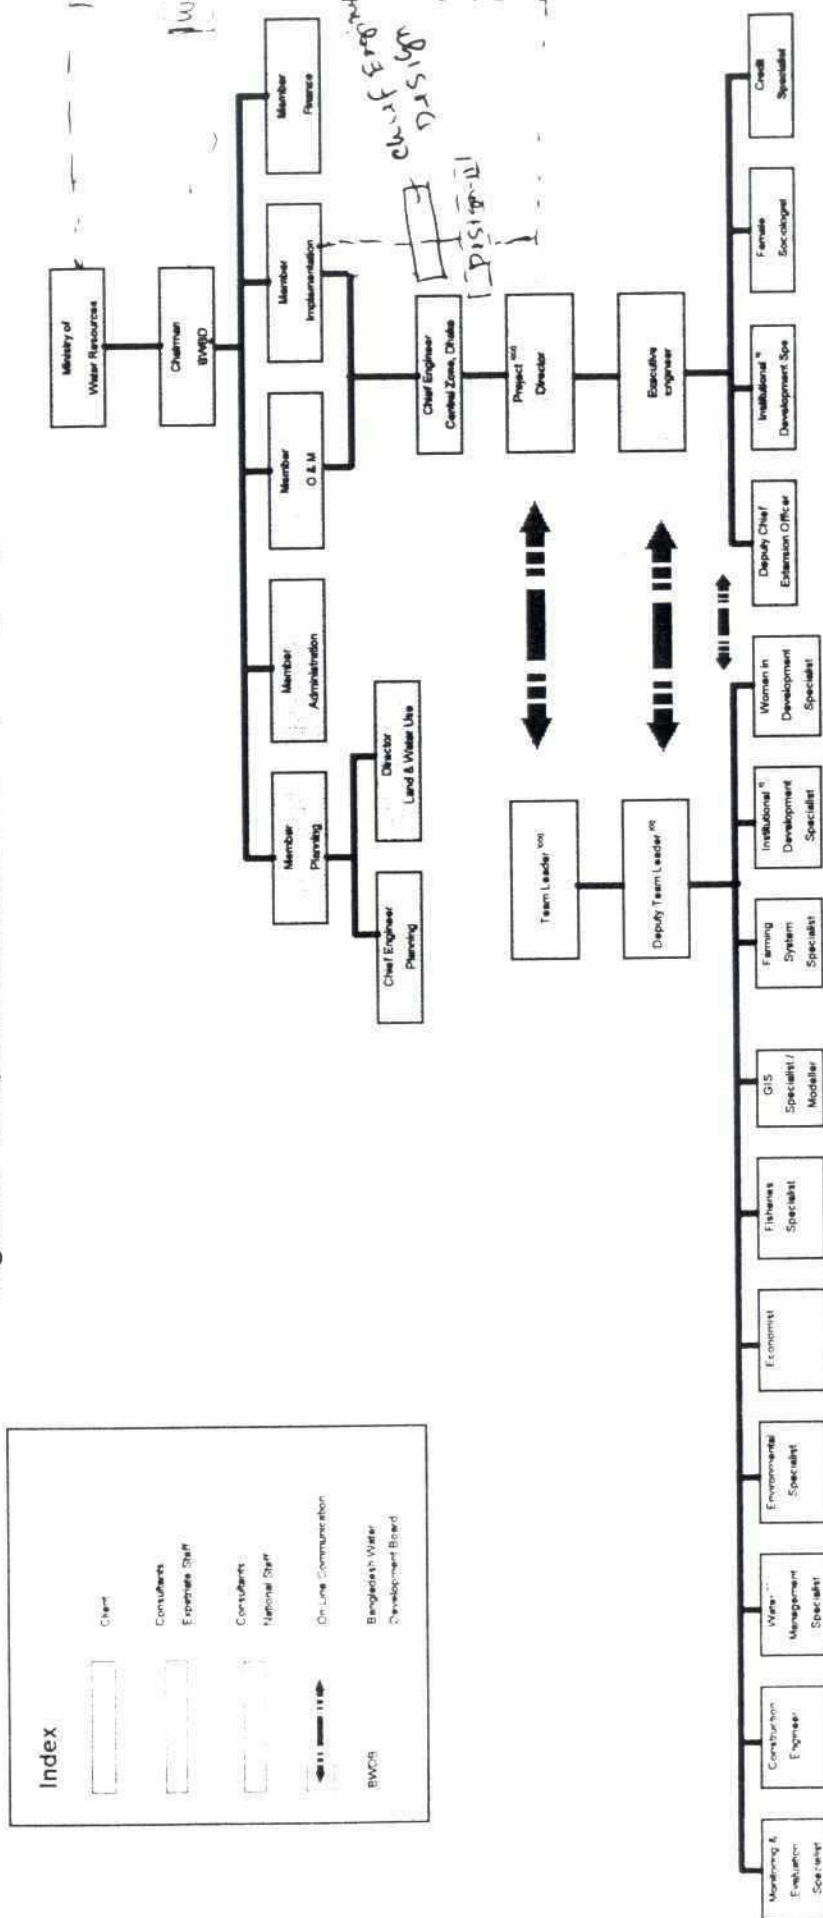 Ministry of
Water Resources
Chairman
BWBD
Member
Planning
Member
Administration
Member
O & M
Member
Implementation
Member
Finance
Chief Engineer
Planning
Director
Land & Water Use
Chief Engineer
Design
Design-III
Chief Engineer
Central Zone, Dhaka
Project
Director
Executive
Engineer
Team Leader
Deputy Team Leader
Deputy Chief
Extension Officer
Institutional
Development Spe
Female
Sociologist
Credit
Specialist
Monitoring &
Evaluation
Specialist
Construction
Engineer
Water
Management
Specialist
Environmental
Specialist
Economist
Fisheries
Specialist
GIS
Specialist /
Modeller
Farming
System
Specialist
Institutional
Development
Specialist
Women in
Development
Specialist
Index
Client
Consultants
Expatriate Staff
Consultants
National Staff
On-Line Communication
BWDB
Bangladesh Water
Development Board